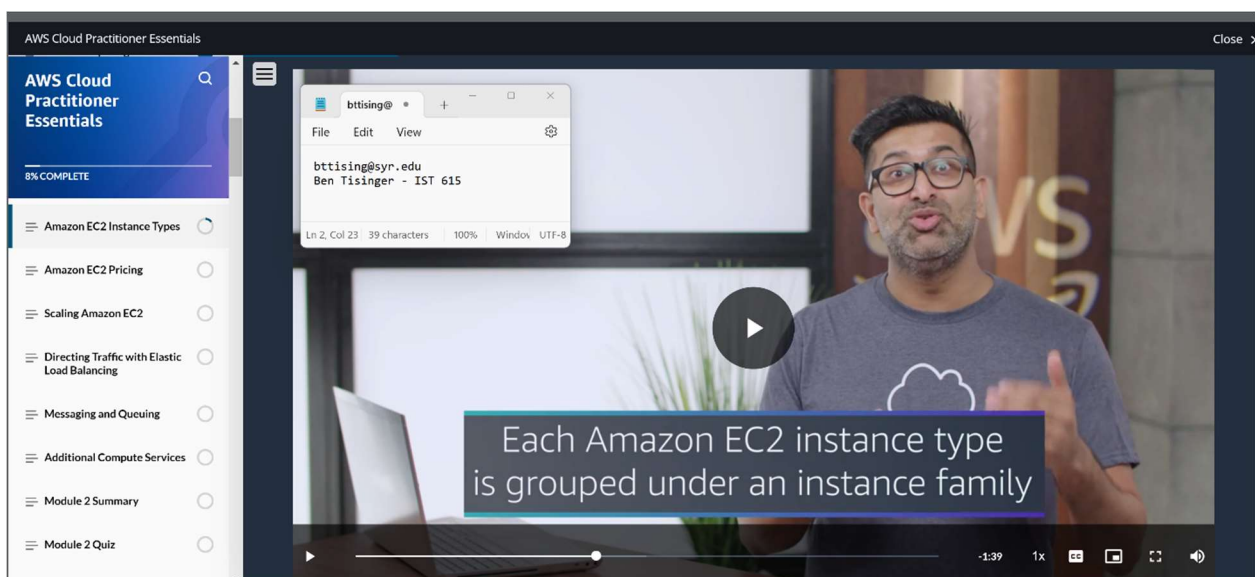 AWS Cloud Practitioner Essentials
Close
AWS Cloud
Practitioner
Essentials
8% COMPLETE
Amazon EC2 Instance Types
Amazon EC2 Pricing
Scaling Amazon EC2
Directing Traffic with Elastic
Load Balancing
Messaging and Queuing
Additional Compute Services
Module 2 Summary
Module 2 Quiz
bttising@
File Edit View
bttising@syr.edu
Ben Tisinger - IST 615
Ln 2, Col 23 39 characters 100% Window UTF-8
aws
Each Amazon EC2 instance type
is grouped under an instance family
-1:39 1x CC